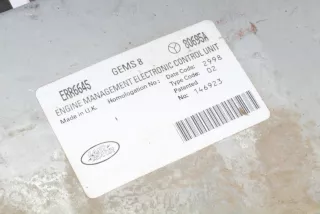 GEMS 8
ERR6645 80695A
ENGINE MANAGEMENT ELECTRONIC CONTROL UNIT
Made in U.K. Homologation No: Date Code: 2998
Type Code: 02
Patented
No: 146923